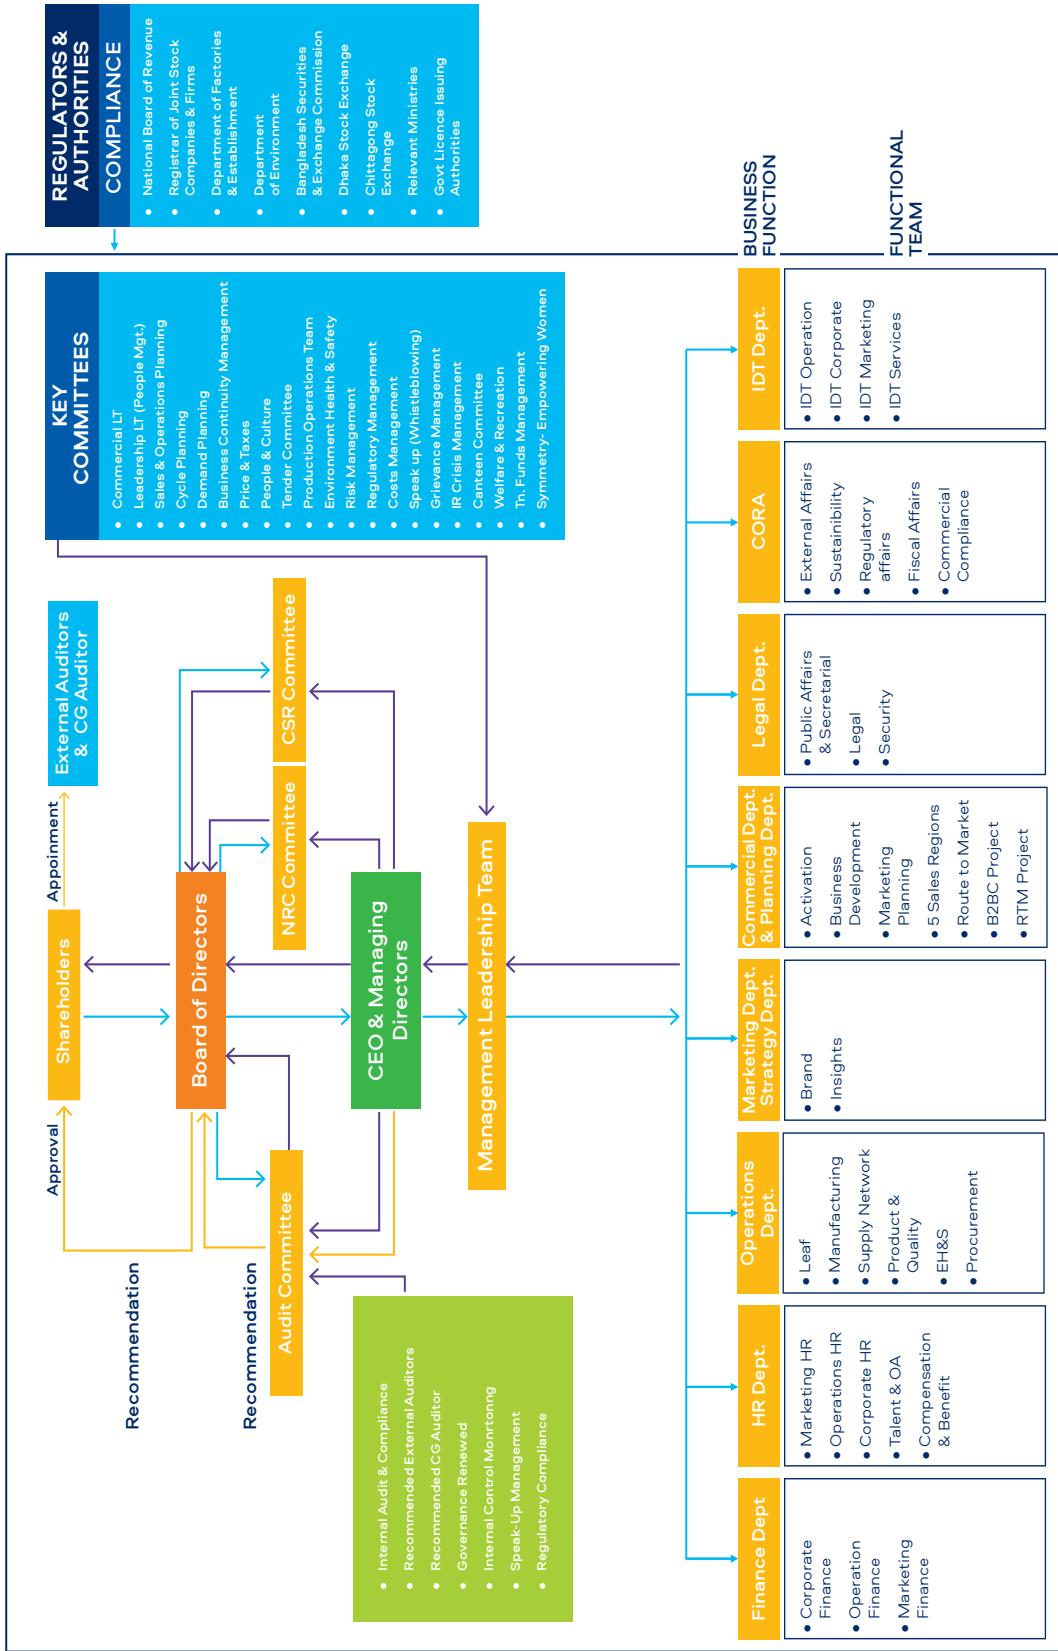 REGULATORS &
AUTHORITIES
COMPLIANCE
National Board of Revenue
Registrar of Joint Stock
Companies & Firms
Department of Factories
& Establishment
Department
of Environment
Bangladesh Securities
& Exchange Commission
Dhaka Stock Exchange
Chittagong Stock
Exchange
Relevant Ministries
Govt Licence Issuing
Authorities
KEY
COMMITTEES
Commercial LT
Leadership LT (People Mgt.)
Sales & Operations Planning
Cycle Planning
Demand Planning
Business Continuity Management
Price & Taxes
People & Culture
Tender Committee
Production Operations Team
Environment Health & Safety
Risk Management
Regulatory Management
Costs Management
Speak up (Whistleblowing)
Grievance Management
IR Crisis Management
Canteen Committee
Welfare & Recreation
Tn. Funds Management
Symmetry- Empowering Women
External Auditors
& CG Auditor
Appoinment
Shareholders
Approval
Recommendation
Board of Directors
Recommendation
Audit Committee
NRC Committee
CSR Committee
CEO & Managing
Directors
Management Leadership Team
Internal Audit & Compliance
Recommended External Auditors
Recommended CG Auditor
Governance Renewed
Internal Control Monrtonng
Speak-Up Management
Regulatory Compliance
BUSINESS
FUNCTION
FUNCTIONAL
TEAM
Finance Dept
Corporate
Finance
Operation
Finance
Marketing
Finance
HR Dept.
Marketing HR
Operations HR
Corporate HR
Talent & OA
Compensation
& Benefit
Operations
Dept.
Leaf
Manufacturing
Supply Network
Product &
Quality
EH&S
Procurement
Marketing Dept.
Strategy Dept.
Brand
Insights
Commercial Dept.
& Planning Dept.
Activation
Business
Development
Marketing
Planning
5 Sales Regions
Route to Market
B2BC Project
RTM Project
Legal Dept.
Public Affairs
& Secretarial
Legal
Security
CORA
External Affairs
Sustainibility
Regulatory
affairs
Fiscal Affairs
Commercial
Compliance
IDT Dept.
IDT Operation
IDT Corporate
IDT Marketing
IDT Services